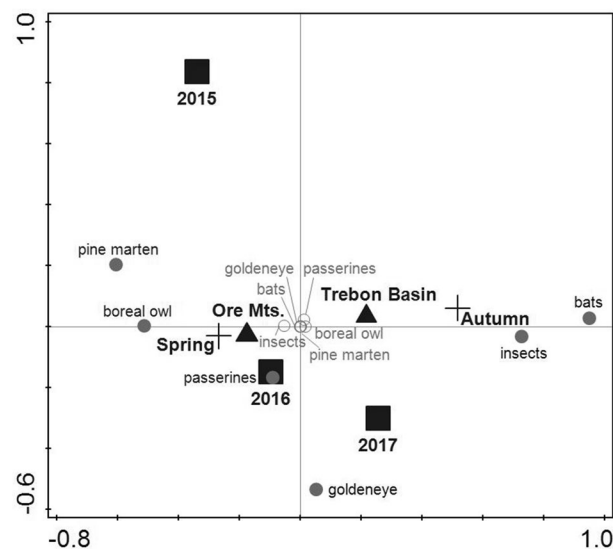 1.0
2015
pine marten
goldeneye passerines
bats
Trebon Basin
bats
boreal owl
Ore Mts.
Autumn
Spring
insects
boreal owl
pine marten
insects
passerines
2016
2017
goldeneye
-0.6
-0.8
1.0